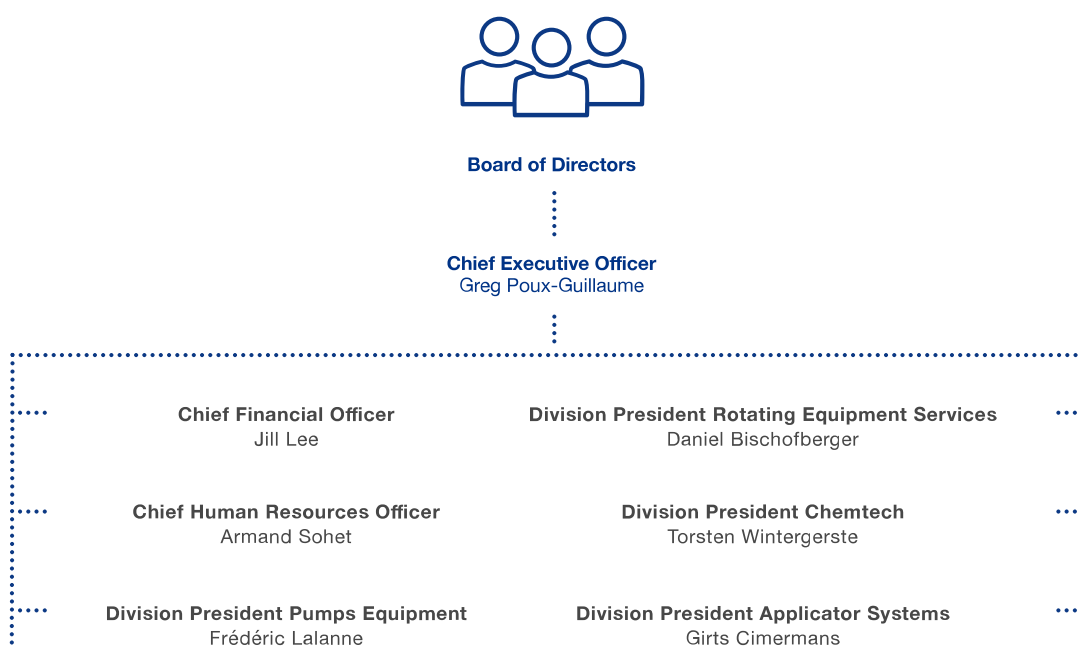 Board of Directors
Chief Executive Officer
Greg Poux-Guillaume
Chief Financial Officer
Jill Lee
Division President Rotating Equipment Services
Daniel Bischofberger
Chief Human Resources Officer
Armand Sohet
Division President Chemtech
Torsten Wintergerste
Division President Pumps Equipment
Frédéric Lalanne
Division President Applicator Systems
Girts Cimermans